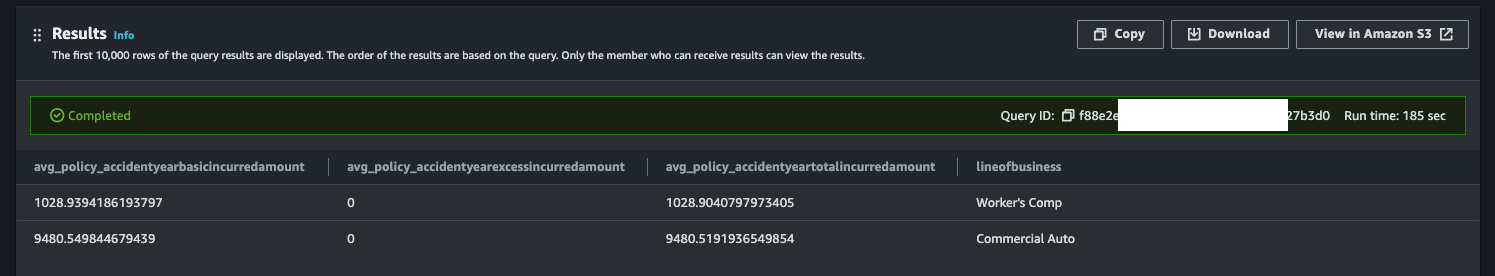 Results Info
The first 10,000 rows of the query results are displayed. The order of the results are based on the query. Only the member who can receive results can view the results.
Copy
Download
View in Amazon S3
Completed
Query ID: f88e2e 27b3d0 Run time: 185 sec
avg_policy_accidentyearbasicincurredamount avg_policy_accidentyearexcessincurredamount avg_policy_accidentyeartotalincurredamount lineofbusiness
1028.9394186193797 0 1028.9040797973405 Worker's Comp
9480.549844679439 0 9480.5191936549854 Commercial Auto